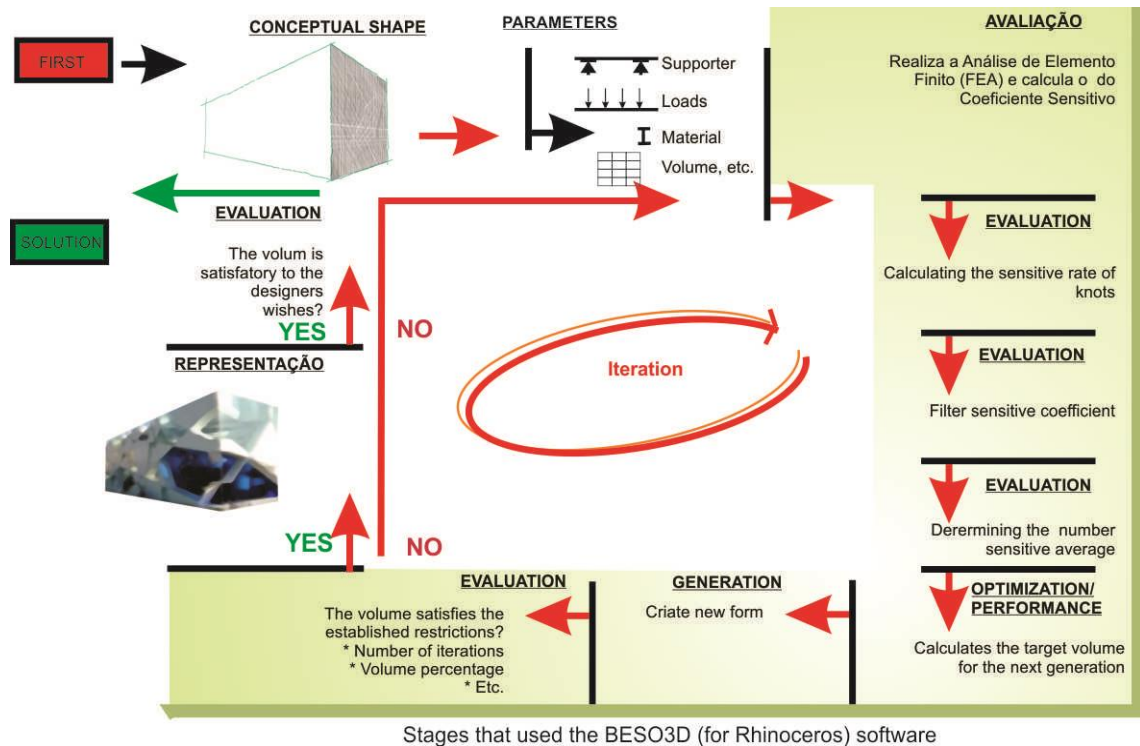 FIRST
CONCEPTUAL SHAPE
PARAMETERS
Supporter
Loads
Material
Volume, etc.
AVALIAÇÃO
Realiza a Análise de Elemento
Finito (FEA) e calcula o do
Coeficiente Sensitivo
EVALUATION
Calculating the sensitive rate of
knots
EVALUATION
Filter sensitive coefficient
EVALUATION
Derermining the number
sensitive average
OPTIMIZATION/
PERFORMANCE
Calculates the target volume
for the next generation
GENERATION
Criate new form
EVALUATION
The volume satisfies the
established restrictions?
* Number of iterations
* Volume percentage
* Etc.
YES
NO
REPRESENTAÇÃO
YES
NO
EVALUATION
The volum is
satisfatory to the
designers
wishes?
SOLUTION
Iteration
Stages that used the BESO3D (for Rhinoceros) software